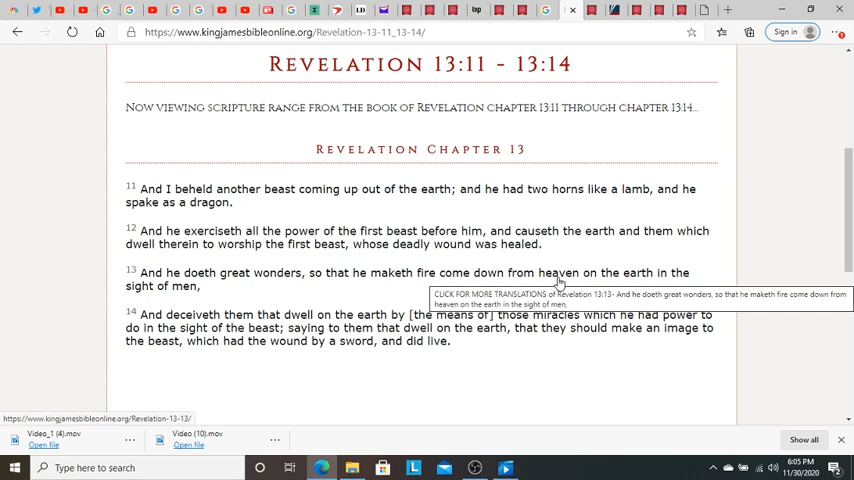 https://www.kingjamesbibleonline.org/Revelation-13-11_13-14/
Sign in
REVELATION 13:11 - 13:14
NOW VIEWING SCRIPTURE RANGE FROM THE BOOK OF REVELATION CHAPTER 13:11 THROUGH CHAPTER 13:14...
REVELATION CHAPTER 13
11 And I beheld another beast coming up out of the earth; and he had two horns like a lamb, and he
spake as a dragon.
12 And he exerciseth all the power of the first beast before him, and causeth the earth and them which
dwell therein to worship the first beast, whose deadly wound was healed.
13 And he doeth great wonders, so that he maketh fire come down from heaven on the earth in the
sight of men,
CLICK FOR MORE TRANSLATIONS of Revelation 13:13- And he doeth great wonders, so that he maketh fire come down from
heaven on the earth in the sight of men,
14 And deceiveth them that dwell on the earth by [the means of] those miracles which he had power to
do in the sight of the beast; saying to them that dwell on the earth, that they should make an image to
the beast, which had the wound by a sword, and did live.
https://www.kingjamesbibleonline.org/Revelation-13-13/
Video_1 (4).mov
Open file
Video (10).mov
Open file
Show all
Type here to search
6:05 PM
11/30/2020